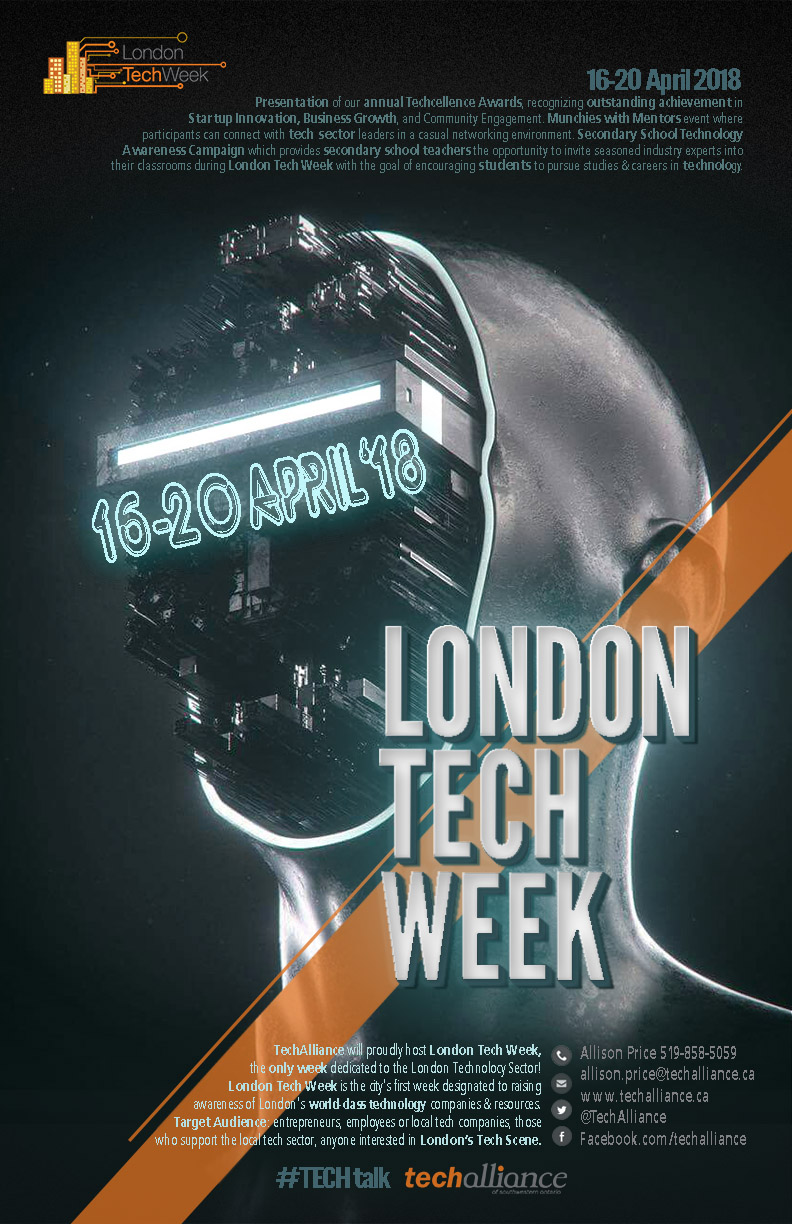 London
TechWeek
16-20 April 2018
Presentation of our annual Techcellence Awards, recognizing outstanding achievement in
Startup Innovation, Business Growth, and Community Engagement. Munchies with Mentors event where
participants can connect with tech sector leaders in a casual networking environment. Secondary School Technology
Awareness Campaign which provides secondary school teachers the opportunity to invite seasoned industry experts into
their classrooms during London Tech Week with the goal of encouraging students to pursue studies & careers in technology.
16-20 APRIL '18
LONDON
TECH
WEEK
TechAlliance will proudly host London Tech Week,
the only week dedicated to the London Technolocy Sector!
London Tech Week is the city's first week designated to raising
awareness of London's world-class technology companies & resources.
Target Audience: entrepreneurs, employees or local tech companies, those
who support the local tech sector, anyone interested in London's Tech Scene.
Allison Price 519-858-5059
allison.price@techalliance.ca
www.techalliance.ca
@TechAlliance
Facebook.com/techalliance
#TECHtalk techalliance
of southwestern ontario